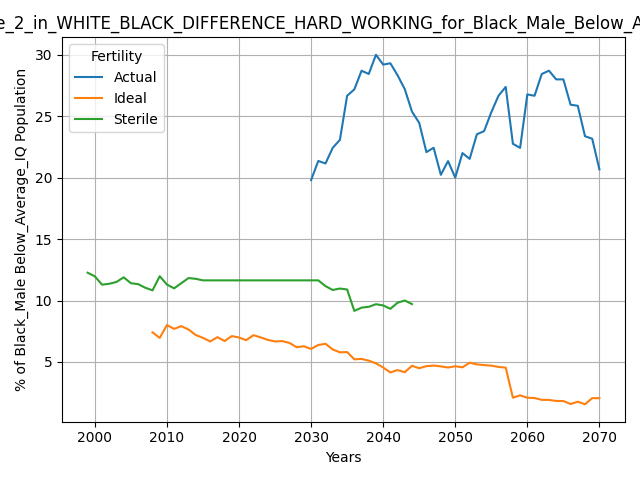 e_2_in_WHITE_BLACK_DIFFERENCE_HARD_WORKING_for_Black_Male_Below_A
Fertility
Actual
Ideal
Sterile
% of Black_Male Below_Average_IQ Population
30
25
20
15
10
5
2000 2010 2020 2030 2040 2050 2060 2070
Years